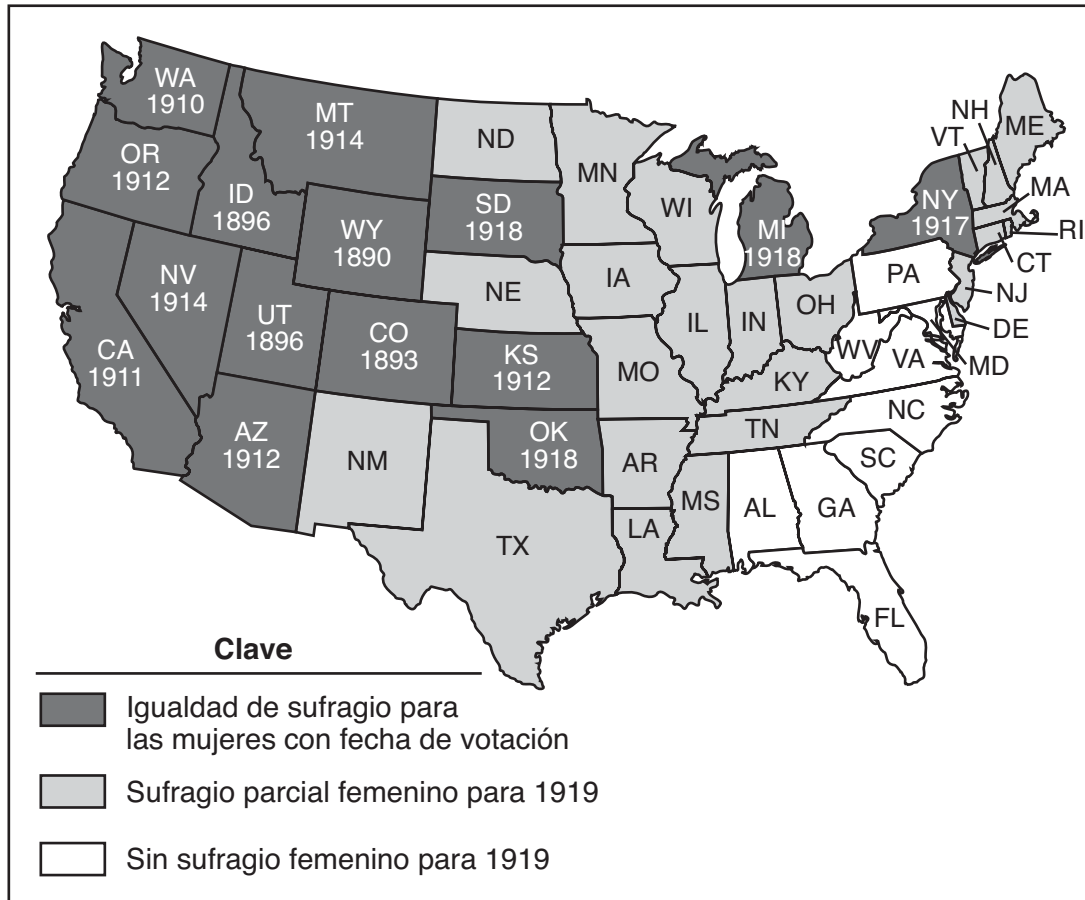 WA
1910
MT
1914
ND
MN
OR
1912
ID
1896
WY
1890
SD
1918
WI
MI
1918
NY
1917
VT
NH
ME
MA
RI
CT
NJ
DE
MD
PA
NV
1914
UT
1896
CO
1893
NE
IA
IL
IN
OH
WV
VA
CA
1911
KS
1912
MO
KY
NC
AZ
1912
NM
OK
1918
AR
TN
SC
TX
LA
MS
AL
GA
FL
Clave
Igualdad de sufragio para
las mujeres con fecha de votación
Sufragio parcial femenino para 1919
Sin sufragio femenino para 1919